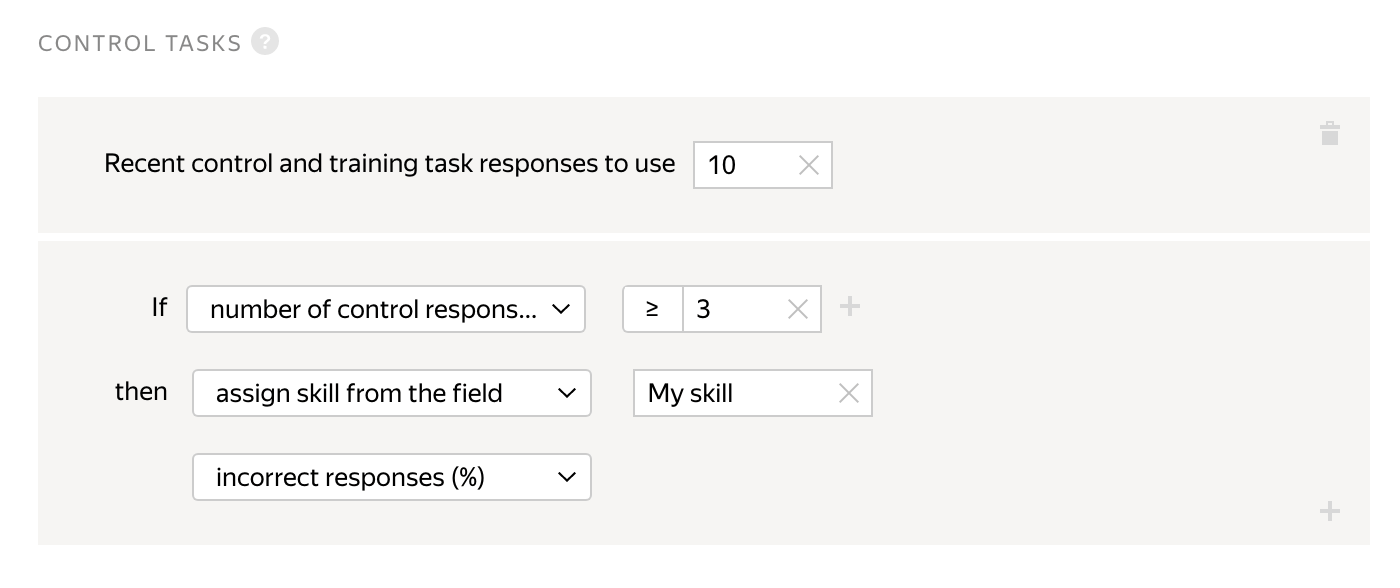 CONTROL TASKS ?
Recent control and training task responses to use 10
If number of control respons... ≥ 3
then assign skill from the field My skill
incorrect responses (%)